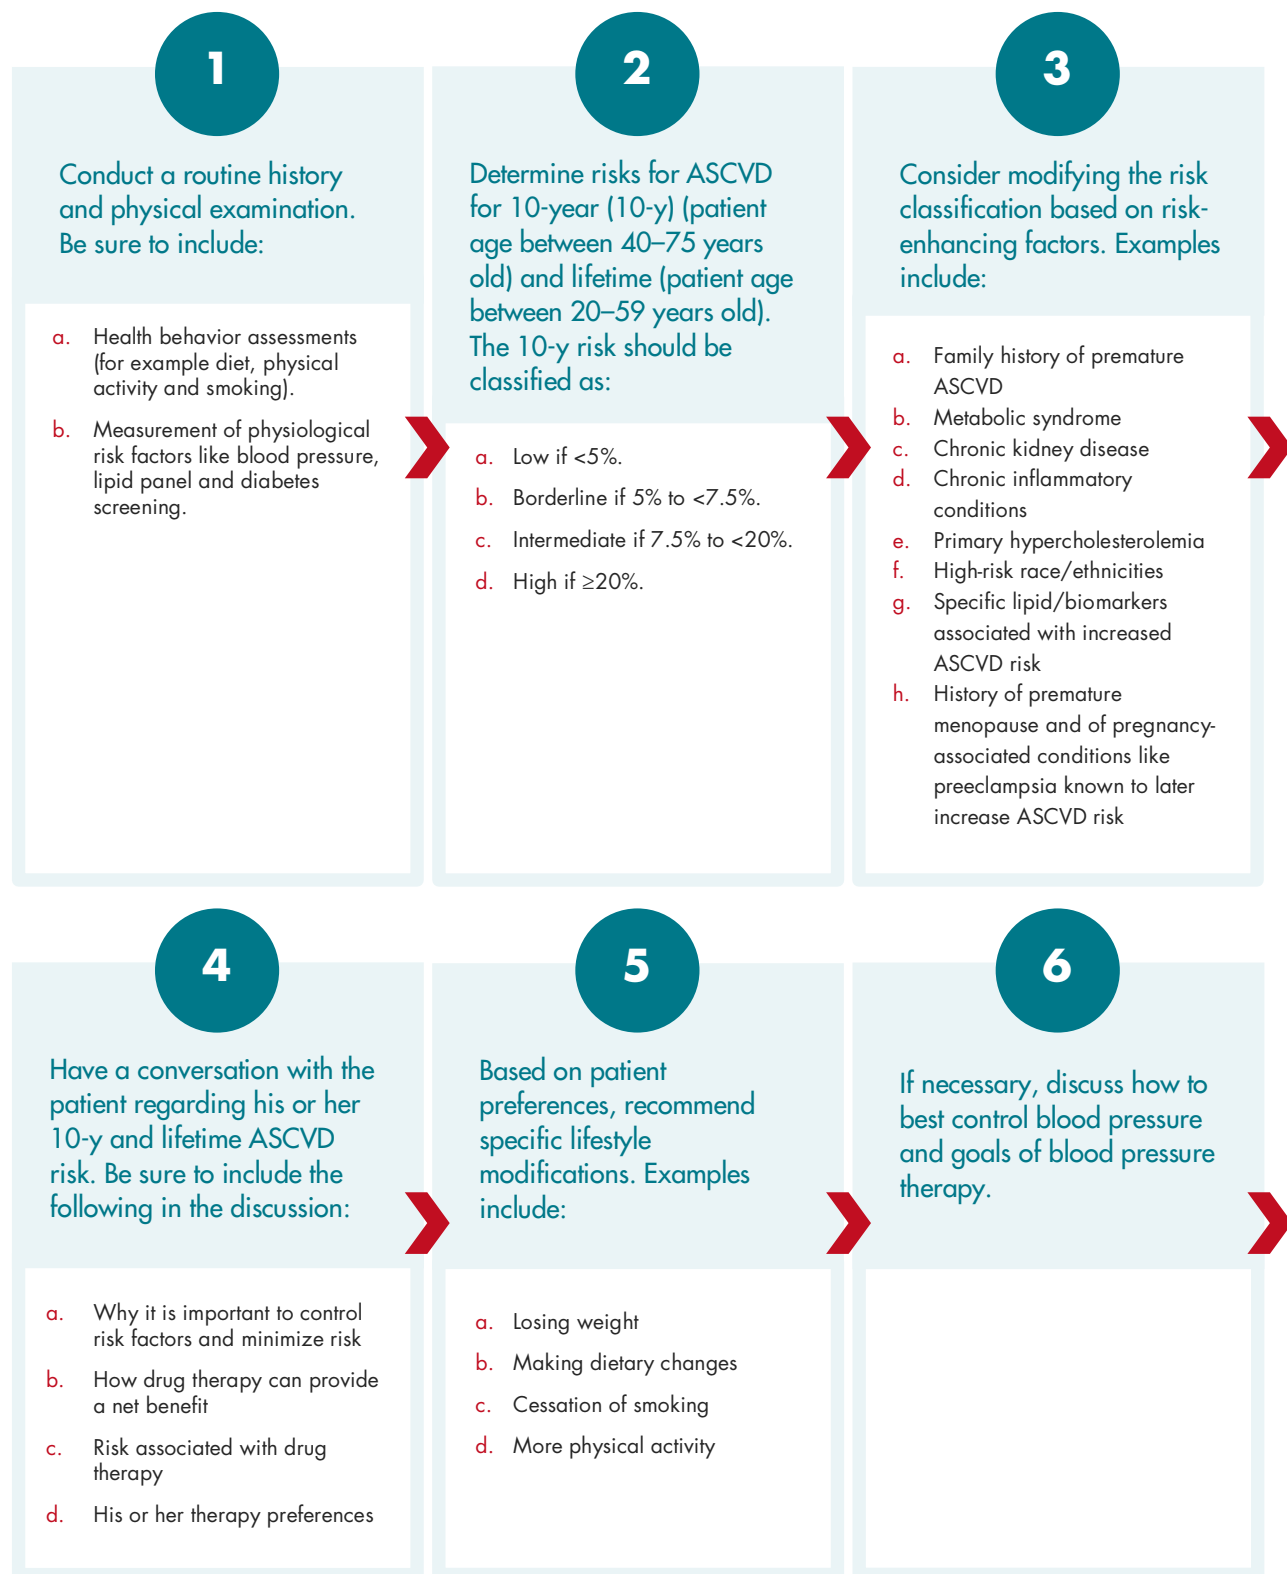 1
Conduct a routine history
and physical examination.
Be sure to include:
a. Health behavior assessments
(for example diet, physical
activity and smoking).
b. Measurement of physiological
risk factors like blood pressure,
lipid panel and diabetes
screening.
2
Determine risks for ASCVD
for 10-year (10-y) (patient
age between 40–75 years
old) and lifetime (patient age
between 20–59 years old).
The 10-y risk should be
classified as:
a. Low if <5%.
b. Borderline if 5% to <7.5%.
c. Intermediate if 7.5% to <20%.
d. High if ≥20%.
3
Consider modifying the risk
classification based on risk-
enhancing factors. Examples
include:
a. Family history of premature
ASCVD
b. Metabolic syndrome
c. Chronic kidney disease
d. Chronic inflammatory
conditions
e. Primary hypercholesterolemia
f. High-risk race/ethnicities
g. Specific lipid/biomarkers
associated with increased
ASCVD risk
h. History of premature
menopause and of pregnancy-
associated conditions like
preeclampsia known to later
increase ASCVD risk
4
Have a conversation with the
patient regarding his or her
10-y and lifetime ASCVD
risk. Be sure to include the
following in the discussion:
a. Why it is important to control
risk factors and minimize risk
b. How drug therapy can provide
a net benefit
c. Risk associated with drug
therapy
d. His or her therapy preferences
5
Based on patient
preferences, recommend
specific lifestyle
modifications. Examples
include:
a. Losing weight
b. Making dietary changes
c. Cessation of smoking
d. More physical activity
6
If necessary, discuss how to
best control blood pressure
and goals of blood pressure
therapy.